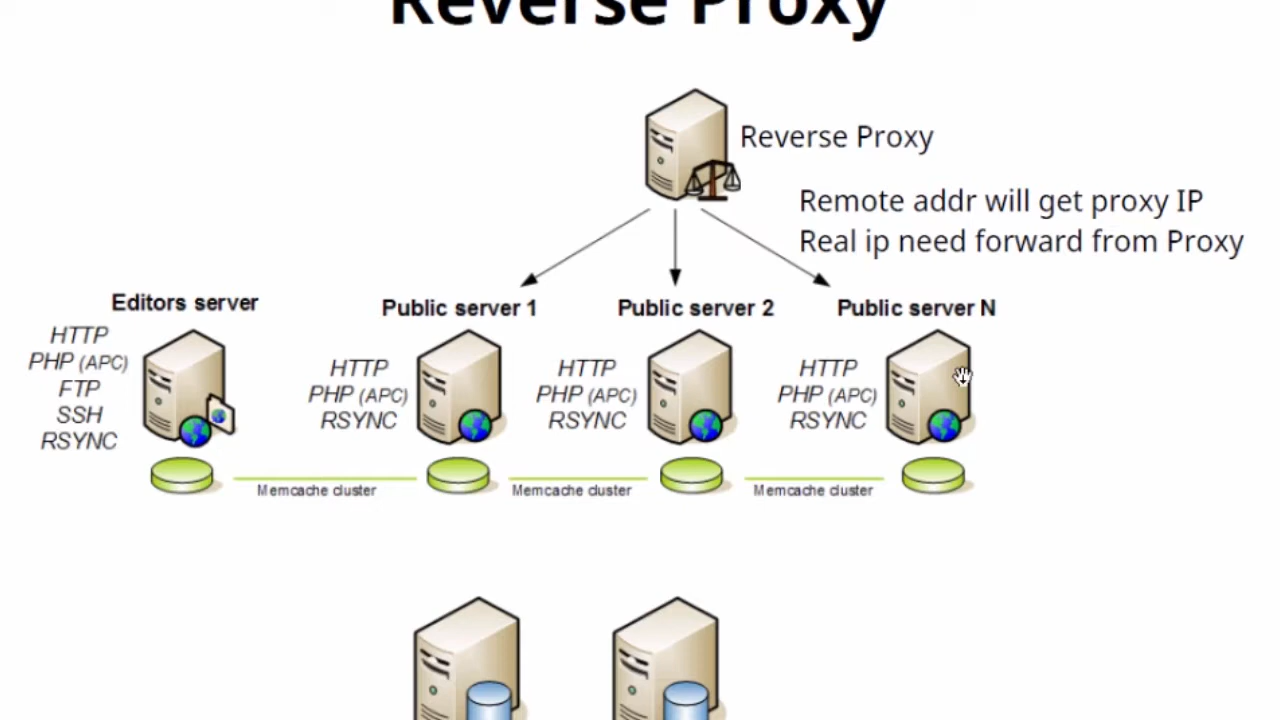 Reverse Proxy
Reverse Proxy
Remote addr will get proxy IP
Real ip need forward from Proxy
Editors server
HTTP
PHP (APC)
FTP
SSH
RSYNC
Public server 1
HTTP
PHP (APC)
RSYNC
Public server 2
HTTP
PHP (APC)
RSYNC
Public server N
HTTP
PHP (APC)
RSYNC
Memcache cluster
Memcache cluster
Memcache cluster